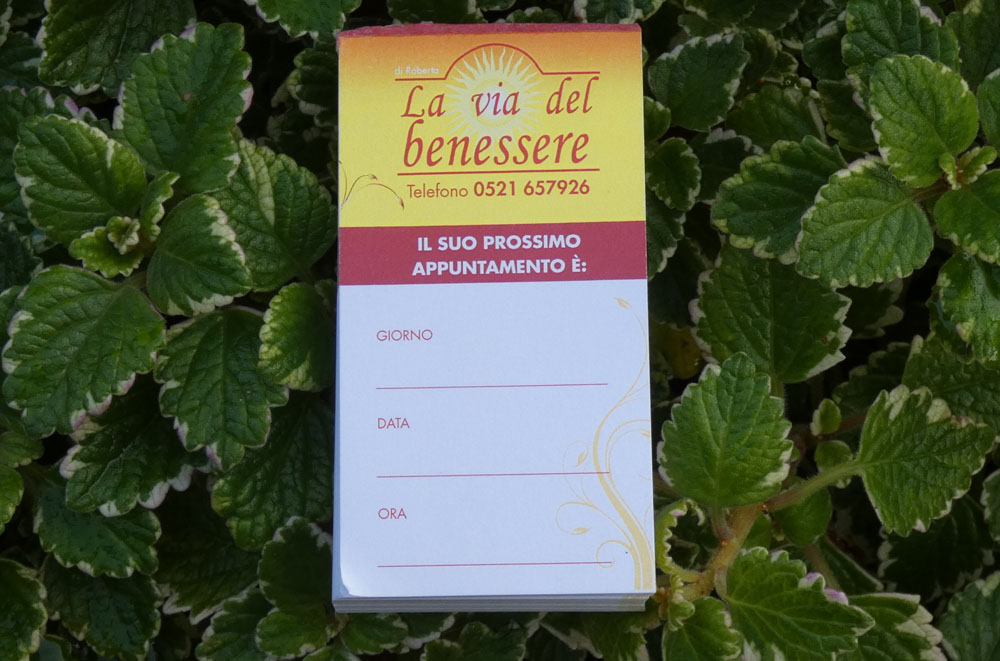 di Roberta
La via del
benessere
Telefono 0521 657926
IL SUO PROSSIMO
APPUNTAMENTO È:
GIORNO
DATA
ORA